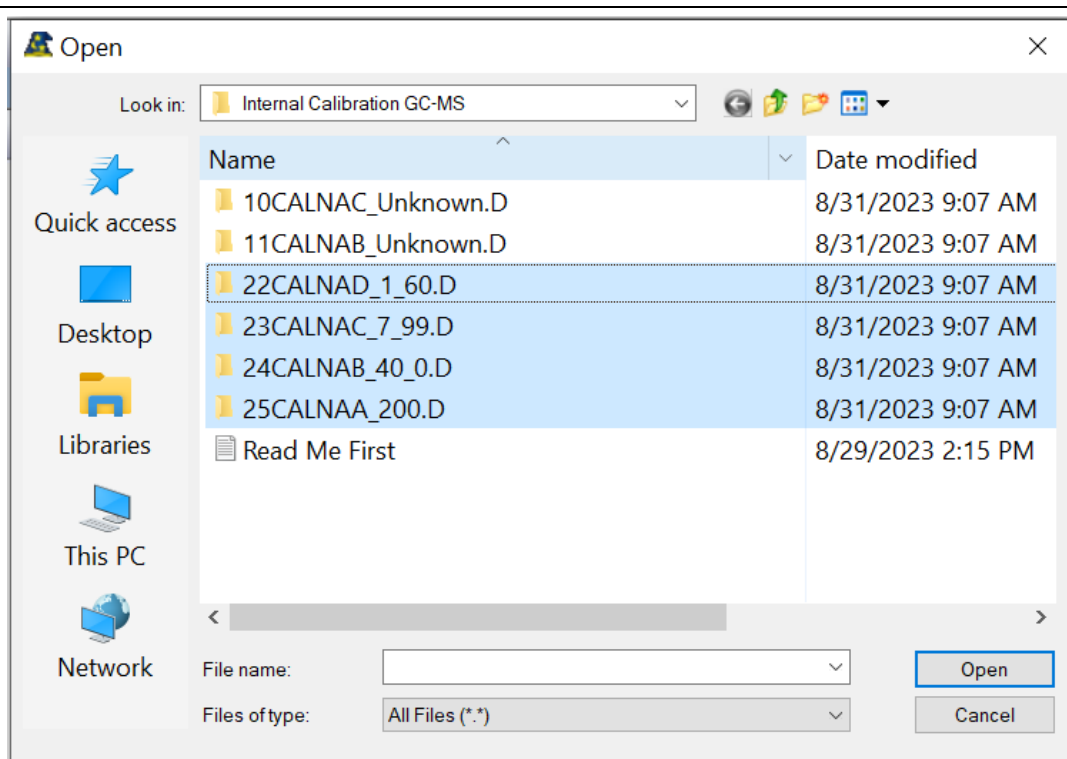 Open
Look in: Internal Calibration GC-MS
Name Date modified
10CALNAC_Unknown.D 8/31/2023 9:07 AM
11CALNAB_Unknown.D 8/31/2023 9:07 AM
22CALNAD_1_60.D 8/31/2023 9:07 AM
23CALNAC_7_99.D 8/31/2023 9:07 AM
24CALNAB_40_0.D 8/31/2023 9:07 AM
25CALNAA_200.D 8/31/2023 9:07 AM
Read Me First 8/29/2023 2:15 PM
Quick access
Desktop
Libraries
This PC
Network
File name: Open
Files of type: All Files (*.*) Cancel